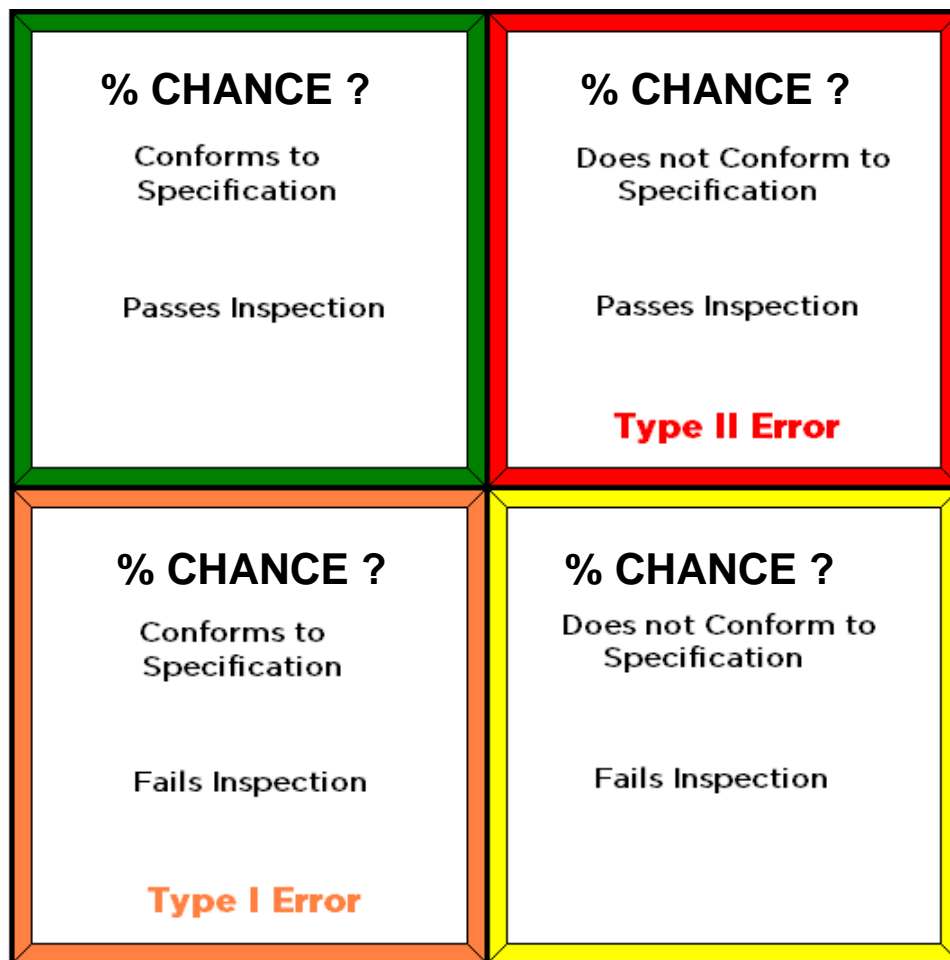 % CHANCE ?
Conforms to
Specification
Passes Inspection
% CHANCE ?
Does not Conform to
Specification
Passes Inspection
Type II Error
% CHANCE ?
Conforms to
Specification
Fails Inspection
Type I Error
% CHANCE ?
Does not Conform to
Specification
Fails Inspection